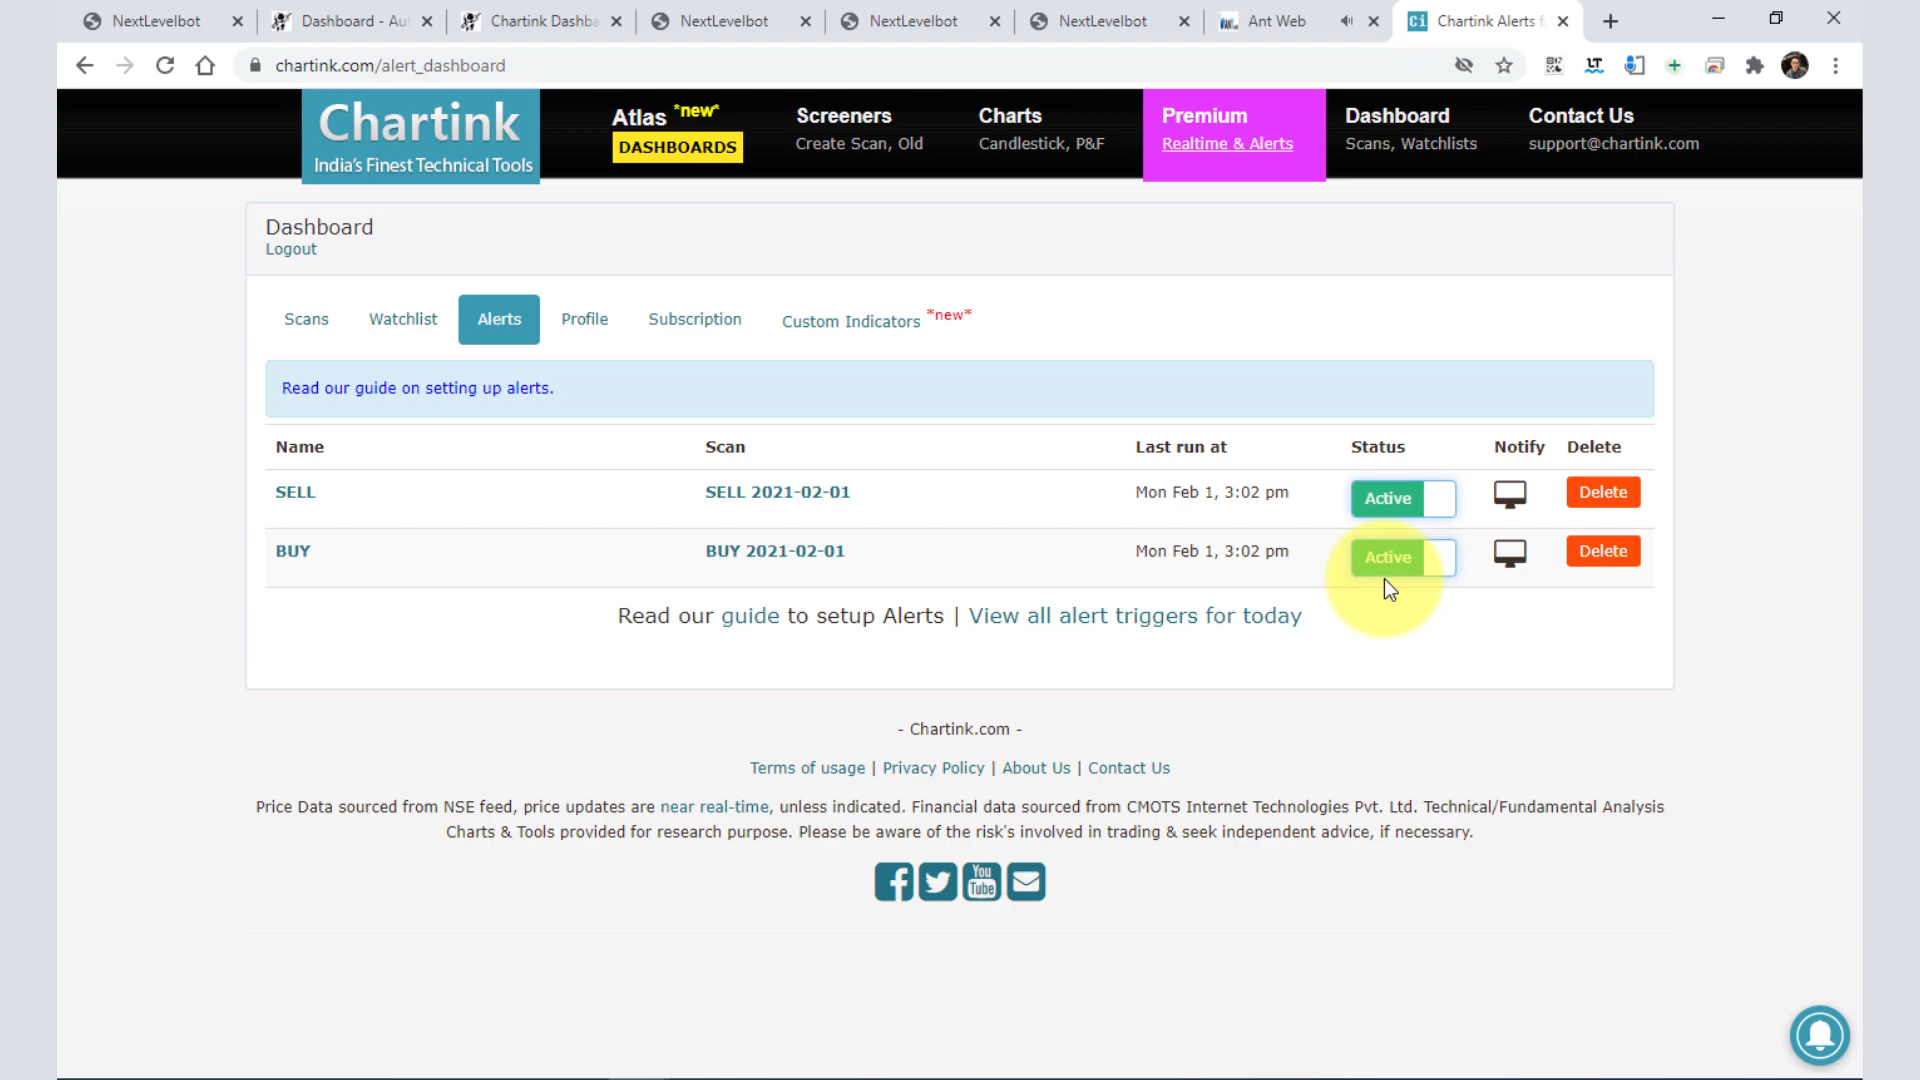 NextLevelbot
Dashboard - Au
Chartink Dashb
NextLevelbot
NextLevelbot
NextLevelbot
Ant Web
Chartink Alerts f
chartink.com/alert_dashboard
Chartink
India's Finest Technical Tools
Atlas *new*
DASHBOARDS
Screeners
Create Scan, Old
Charts
Candlestick, P&F
Premium
Realtime & Alerts
Dashboard
Scans, Watchlists
Contact Us
support@chartink.com
Dashboard
Logout
Scans Watchlist Alerts Profile Subscription Custom Indicators *new*
Read our guide on setting up alerts.
Name Scan Last run at Status Notify Delete
SELL SELL 2021-02-01 Mon Feb 1, 3:02 pm Active Delete
BUY BUY 2021-02-01 Mon Feb 1, 3:02 pm Active Delete
Read our guide to setup Alerts | View all alert triggers for today
- Chartink.com -
Terms of usage | Privacy Policy | About Us | Contact Us
Price Data sourced from NSE feed, price updates are near real-time, unless indicated. Financial data sourced from CMOTS Internet Technologies Pvt. Ltd. Technical/Fundamental Analysis
Charts & Tools provided for research purpose. Please be aware of the risk's involved in trading & seek independent advice, if necessary.
You
Tube